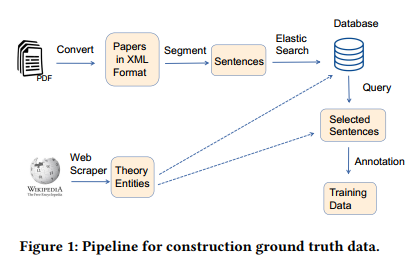 Database
Convert
Papers
in XML
Format
Segment
Sentences
Elastic
Search
PDF
Query
Selected
Sentences
Web
Scraper
Theory
Entities
WIKIPEDIA
The Free Encyclopedia
Annotation
Training
Data
Figure 1: Pipeline for construction ground truth data.